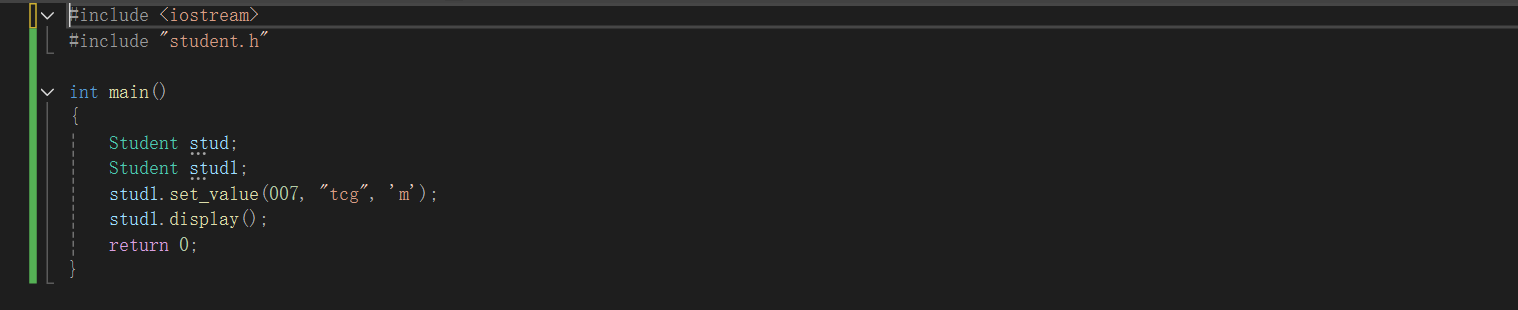 #include <iostream>
#include "student.h"
int main()
{
Student stud;
Student stud1;
stud1.set_value(007, "tcg", 'm');
stud1.display();
return 0;
}